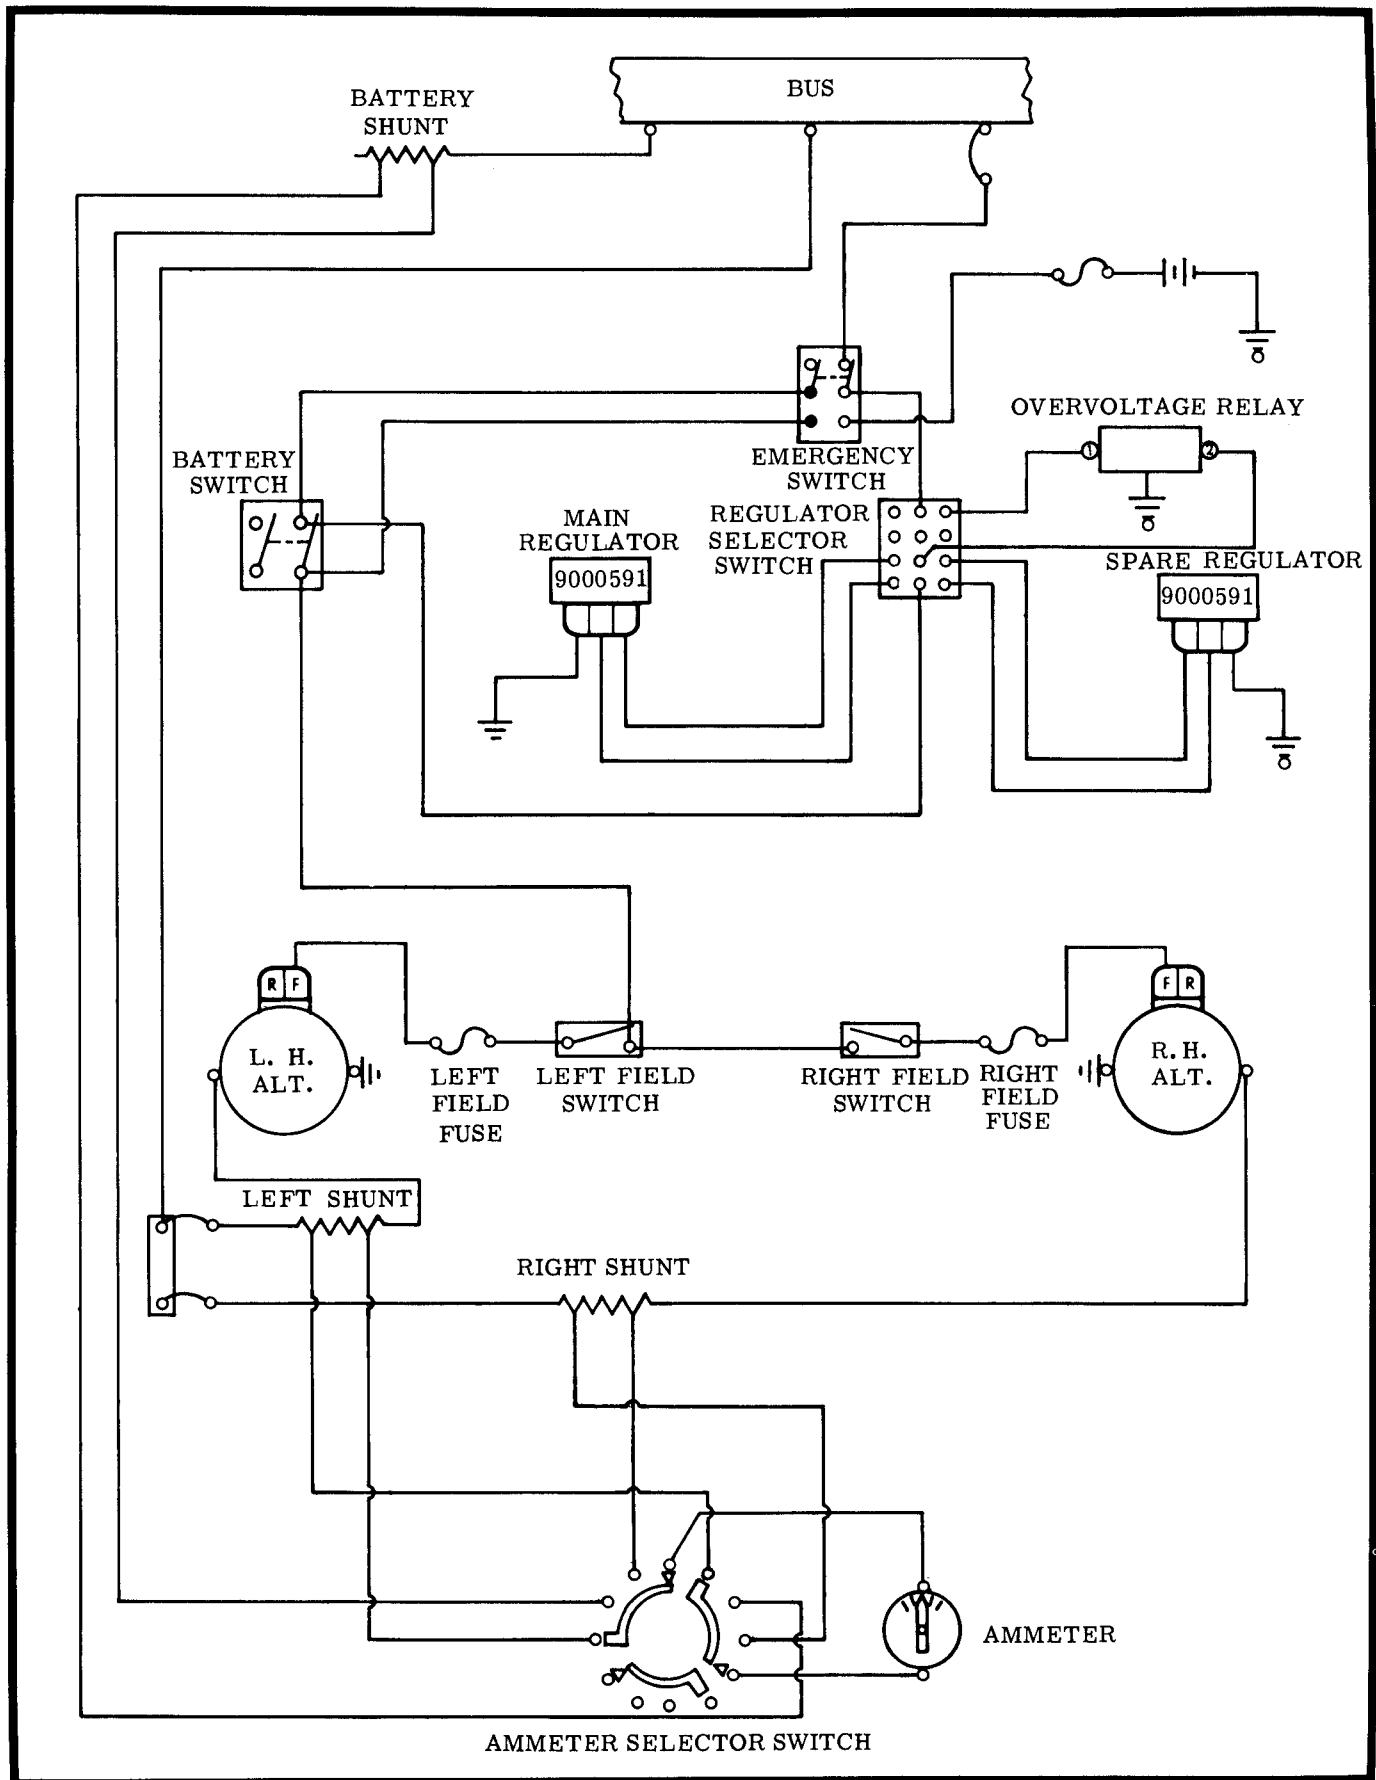 BUS
BATTERY
SHUNT
OVERVOLTAGE RELAY
1
2
EMERGENCY
SWITCH
BATTERY
SWITCH
MAIN
REGULATOR
9000591
REGULATOR
SELECTOR
SWITCH
SPARE REGULATOR
9000591
R F
L. H.
ALT.
LEFT
FIELD
FUSE
LEFT FIELD
SWITCH
RIGHT FIELD
SWITCH
RIGHT
FIELD
FUSE
F R
R. H.
ALT.
LEFT SHUNT
RIGHT SHUNT
AMMETER
AMMETER SELECTOR SWITCH